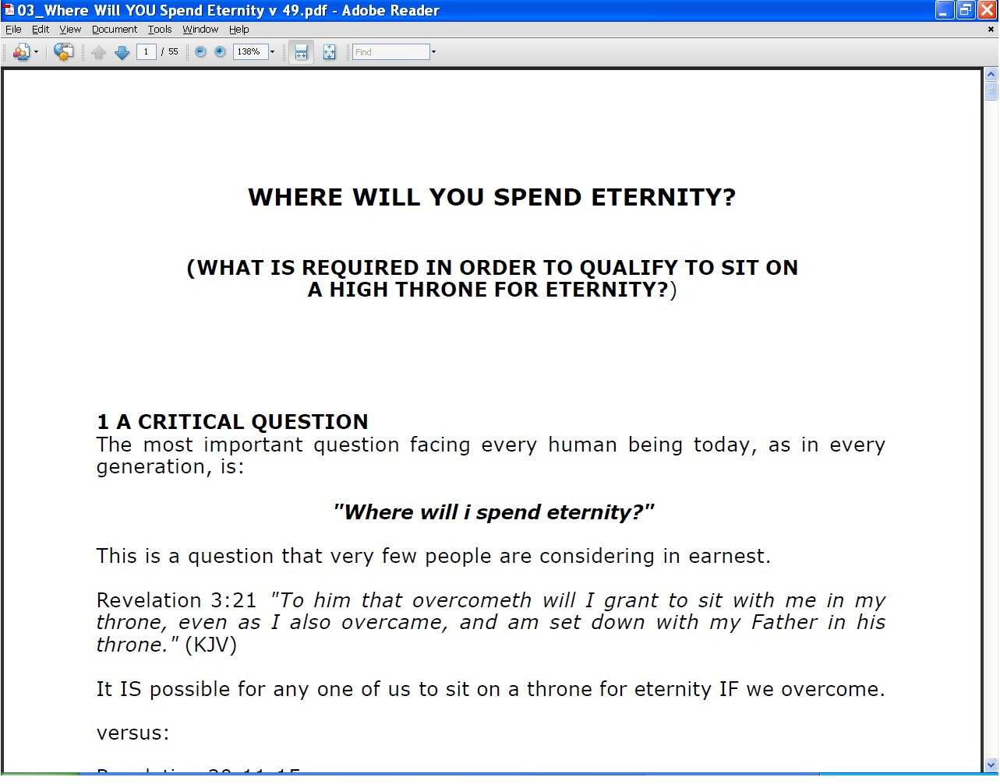 03_Where Will YOU Spend Eternity v 49.pdf - Adobe Reader
File Edit View Document Tools Window Help
1 / 55 138% Find
WHERE WILL YOU SPEND ETERNITY?
(WHAT IS REQUIRED IN ORDER TO QUALIFY TO SIT ON
A HIGH THRONE FOR ETERNITY?)
1 A CRITICAL QUESTION
The most important question facing every human being today, as in every
generation, is:
"Where will i spend eternity?"
This is a question that very few people are considering in earnest.
Revelation 3:21 "To him that overcometh will I grant to sit with me in my
throne, even as I also overcame, and am set down with my Father in his
throne." (KJV)
It IS possible for any one of us to sit on a throne for eternity IF we overcome.
versus: